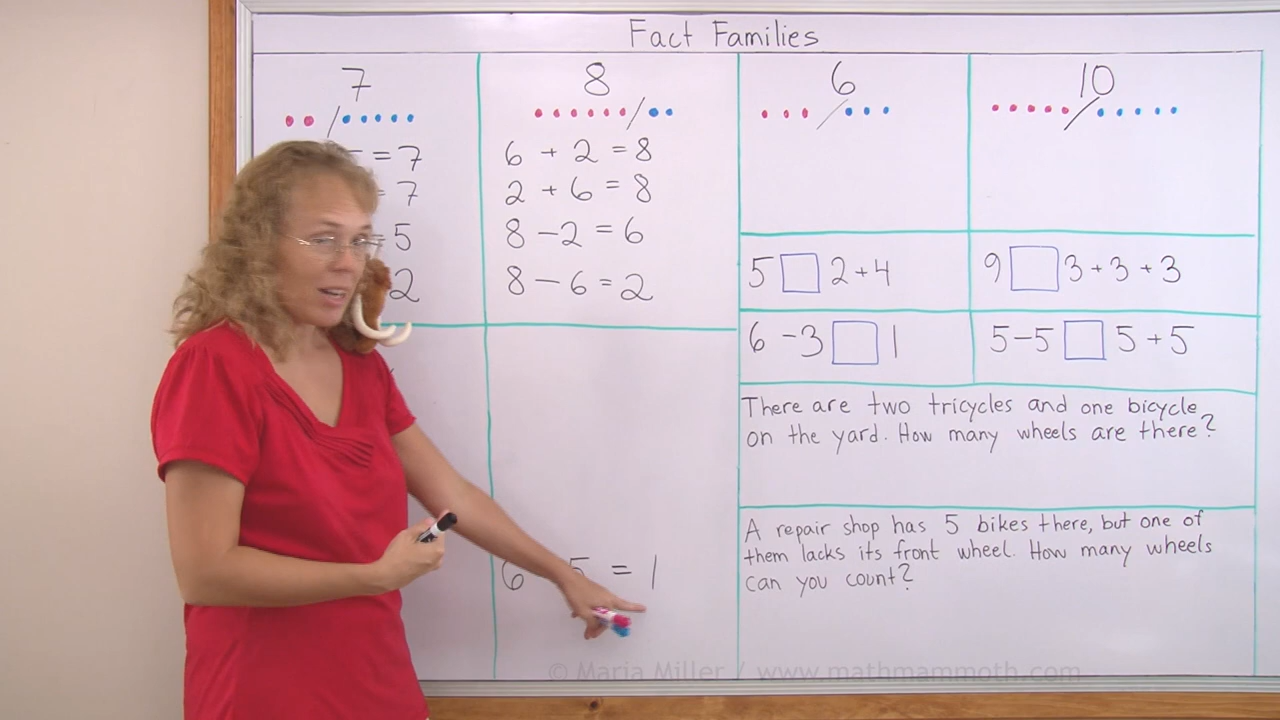 Fact Families
7
= 7
= 7
= 5
2
8
6 + 2 = 8
2 + 6 = 8
8 - 2 = 6
8 - 6 = 2
6 5 = 1
6
5 □ 2 + 4
6 - 3 □ 1
10
9 □ 3 + 3 + 3
5 - 5 □ 5 + 5
There are two tricycles and one bicycle
on the yard. How many wheels are there?
A repair shop has 5 bikes there, but one of
them lacks its front wheel. How many wheels
can you count?
© Maria Miller / www.mathmammoth.com